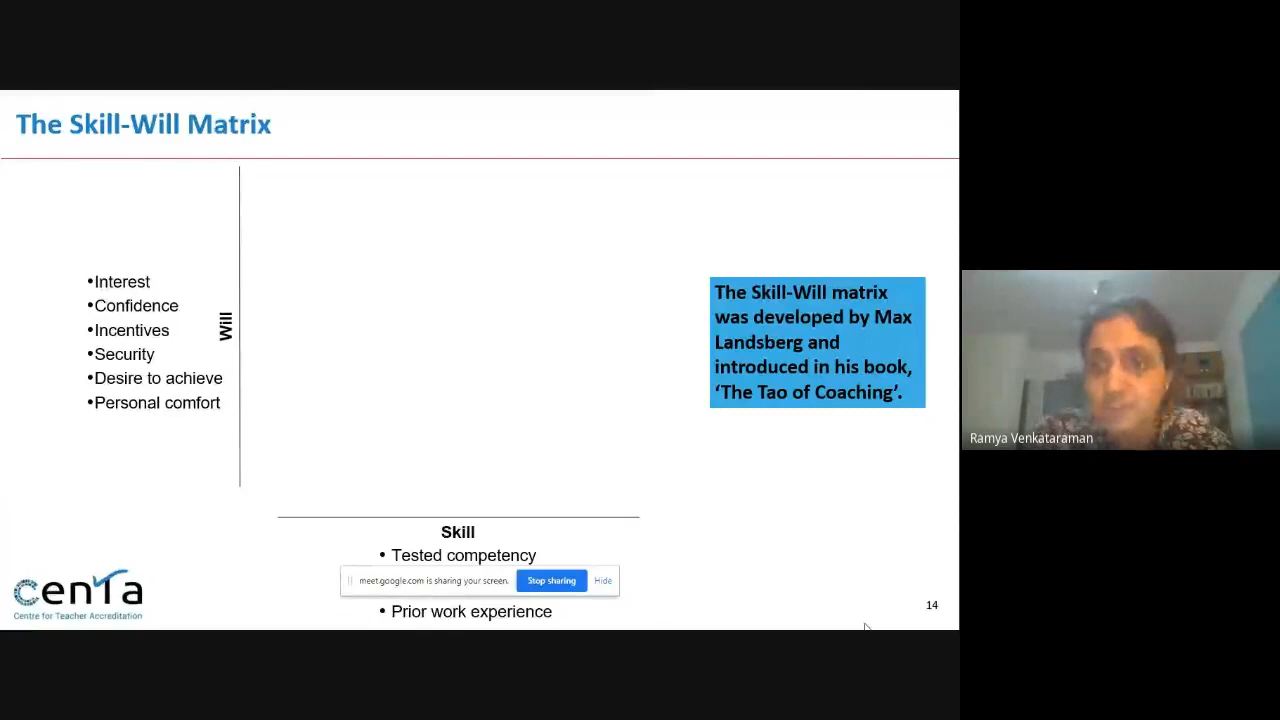 The Skill-Will Matrix
•Interest
•Confidence
•Incentives
•Security
•Desire to achieve
•Personal comfort
Will
The Skill-Will matrix
was developed by Max
Landsberg and
introduced in his book,
‘The Tao of Coaching’.
Skill
• Tested competency
meet.google.com is sharing your screen. Stop sharing Hide
• Prior work experience
cenTa
Centre for Teacher Accreditation
14
Ramya Venkataraman